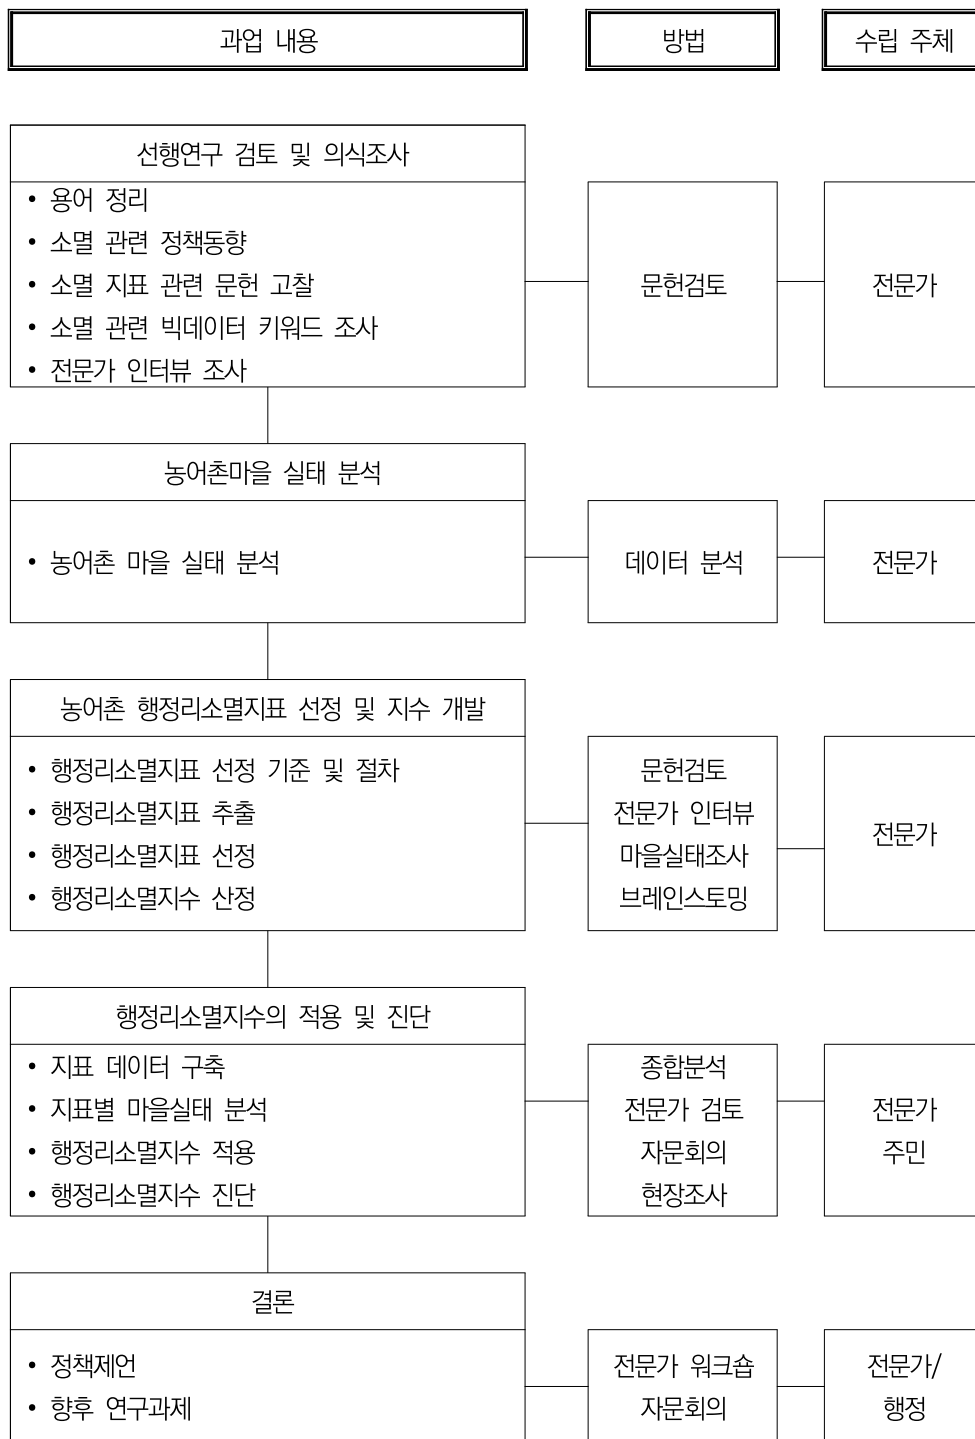 과업 내용
방법
수립 주체
선행연구 검토 및 의식조사
• 용어 정리
• 소멸 관련 정책동향
• 소멸 지표 관련 문헌 고찰
• 소멸 관련 빅데이터 키워드 조사
• 전문가 인터뷰 조사
문헌검토
전문가
농어촌마을 실태 분석
• 농어촌 마을 실태 분석
데이터 분석
전문가
농어촌 행정리소멸지표 선정 및 지수 개발
• 행정리소멸지표 선정 기준 및 절차
• 행정리소멸지표 추출
• 행정리소멸지표 선정
• 행정리소멸지수 산정
문헌검토
전문가 인터뷰
마을실태조사
브레인스토밍
전문가
행정리소멸지수의 적용 및 진단
• 지표 데이터 구축
• 지표별 마을실태 분석
• 행정리소멸지수 적용
• 행정리소멸지수 진단
종합분석
전문가 검토
자문회의
현장조사
전문가
주민
결론
• 정책제언
• 향후 연구과제
전문가 워크숍
자문회의
전문가/
행정